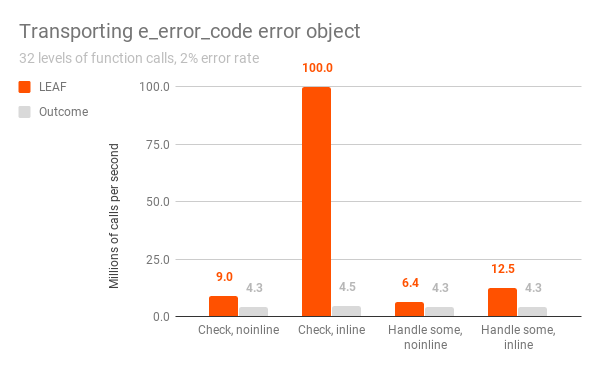 Transporting e_error_code error object
32 levels of function calls, 2% error rate
LEAF
Outcome
Millions of calls per second
100.0
75.0
50.0
25.0
0.0
9.0
4.3
100.0
4.5
6.4
4.3
12.5
4.3
Check, noinline
Check, inline
Handle some,
noinline
Handle some,
inline